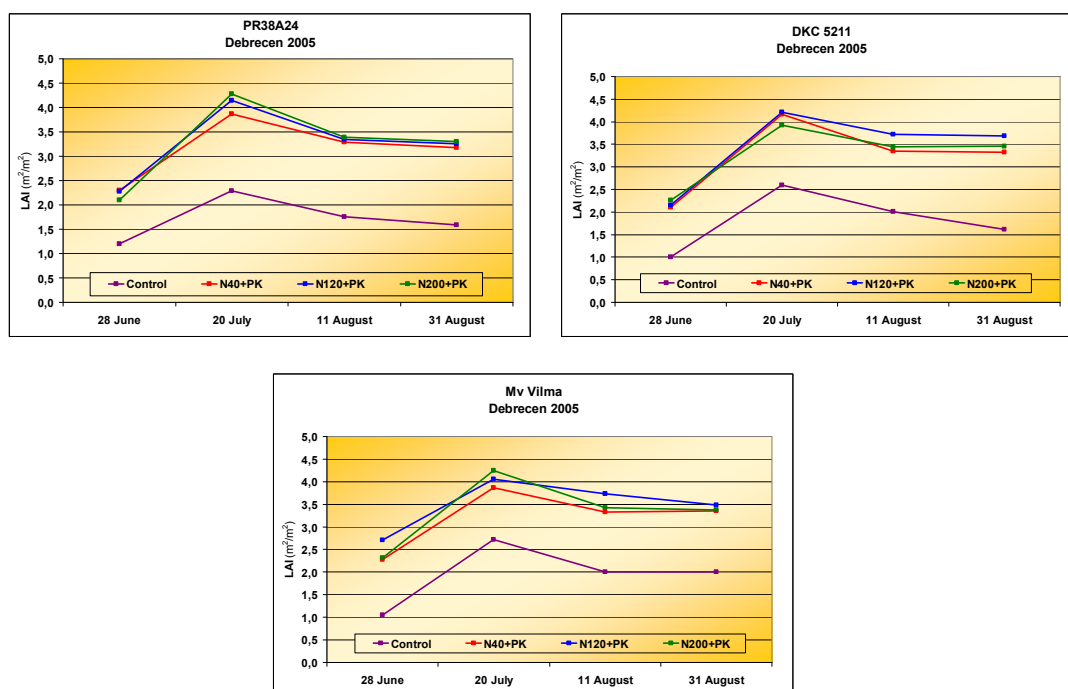 PR38A24
Debrecen 2005
5,0
4,5
4,0
3,5
3,0
2,5
2,0
1,5
1,0
0,5
0,0
LAI (m²/m²)
Control N40+PK N120+PK N200+PK
28 June 20 July 11 August 31 August
DKC 5211
Debrecen 2005
5,0
4,5
4,0
3,5
3,0
2,5
2,0
1,5
1,0
0,5
0,0
LAI (m²/m²)
Control N40+PK N120+PK N200+PK
28 June 20 July 11 August 31 August
Mv Vilma
Debrecen 2005
5,0
4,5
4,0
3,5
3,0
2,5
2,0
1,5
1,0
0,5
0,0
LAI (m²/m²)
Control N40+PK N120+PK N200+PK
28 June 20 July 11 August 31 August